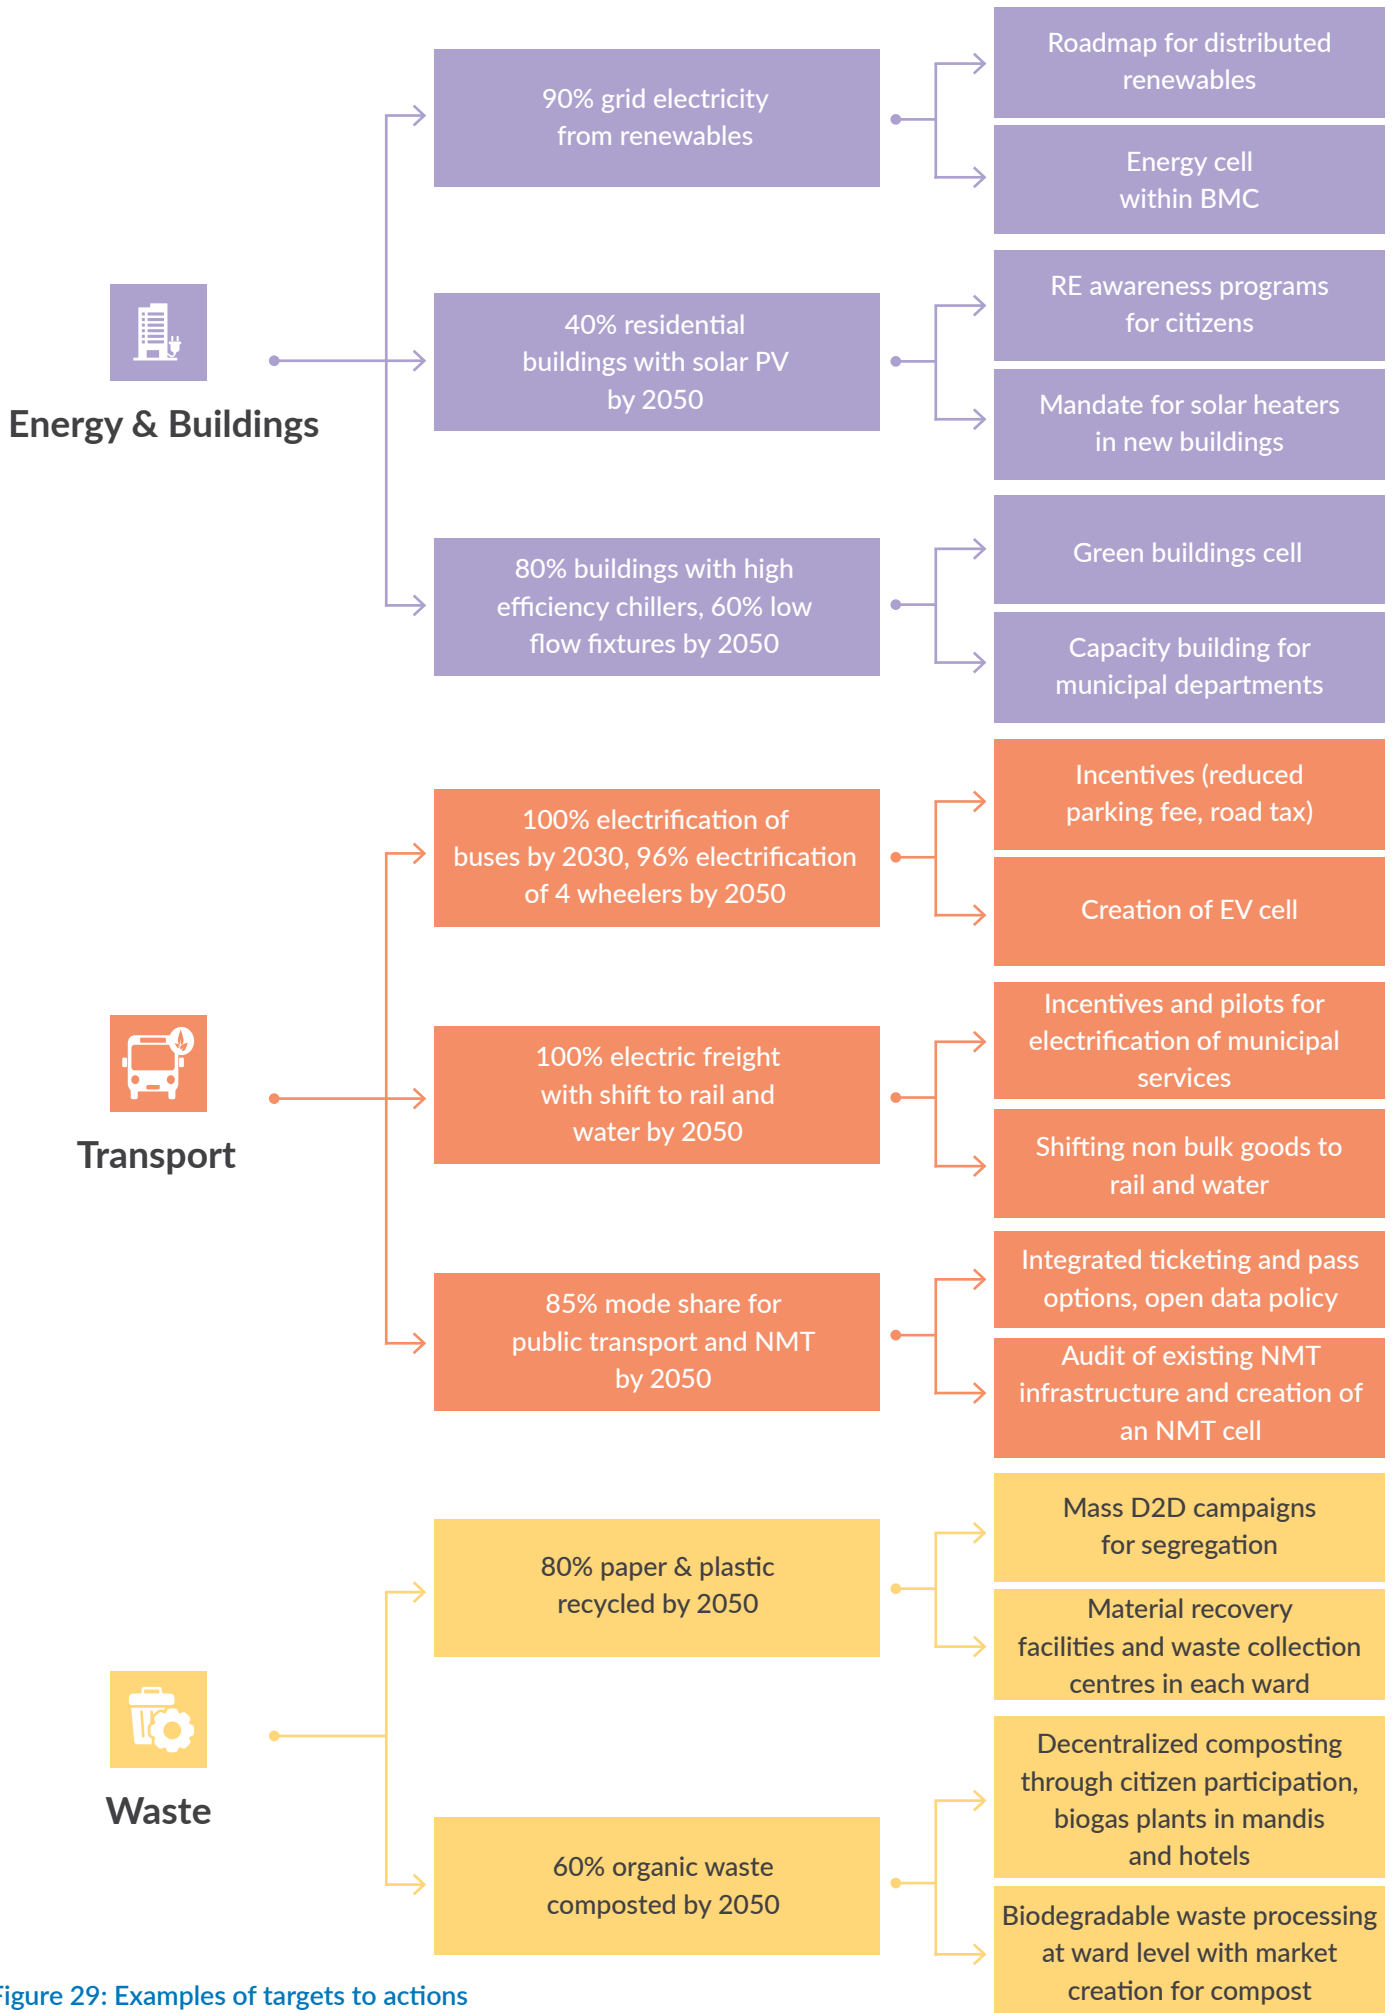 Energy & Buildings
90% grid electricity
from renewables
Roadmap for distributed
renewables
Energy cell
within BMC
40% residential
buildings with solar PV
by 2050
RE awareness programs
for citizens
Mandate for solar heaters
in new buildings
80% buildings with high
efficiency chillers, 60% low
flow fixtures by 2050
Green buildings cell
Capacity building for
municipal departments
Transport
100% electrification of
buses by 2030, 96% electrification
of 4 wheelers by 2050
Incentives (reduced
parking fee, road tax)
Creation of EV cell
100% electric freight
with shift to rail and
water by 2050
Incentives and pilots for
electrification of municipal
services
Shifting non bulk goods to
rail and water
85% mode share for
public transport and NMT
by 2050
Integrated ticketing and pass
options, open data policy
Audit of existing NMT
infrastructure and creation of
an NMT cell
Waste
80% paper & plastic
recycled by 2050
Mass D2D campaigns
for segregation
Material recovery
facilities and waste collection
centres in each ward
60% organic waste
composted by 2050
Decentralized composting
through citizen participation,
biogas plants in mandis
and hotels
Biodegradable waste processing
at ward level with market
creation for compost
Figure 29: Examples of targets to actions